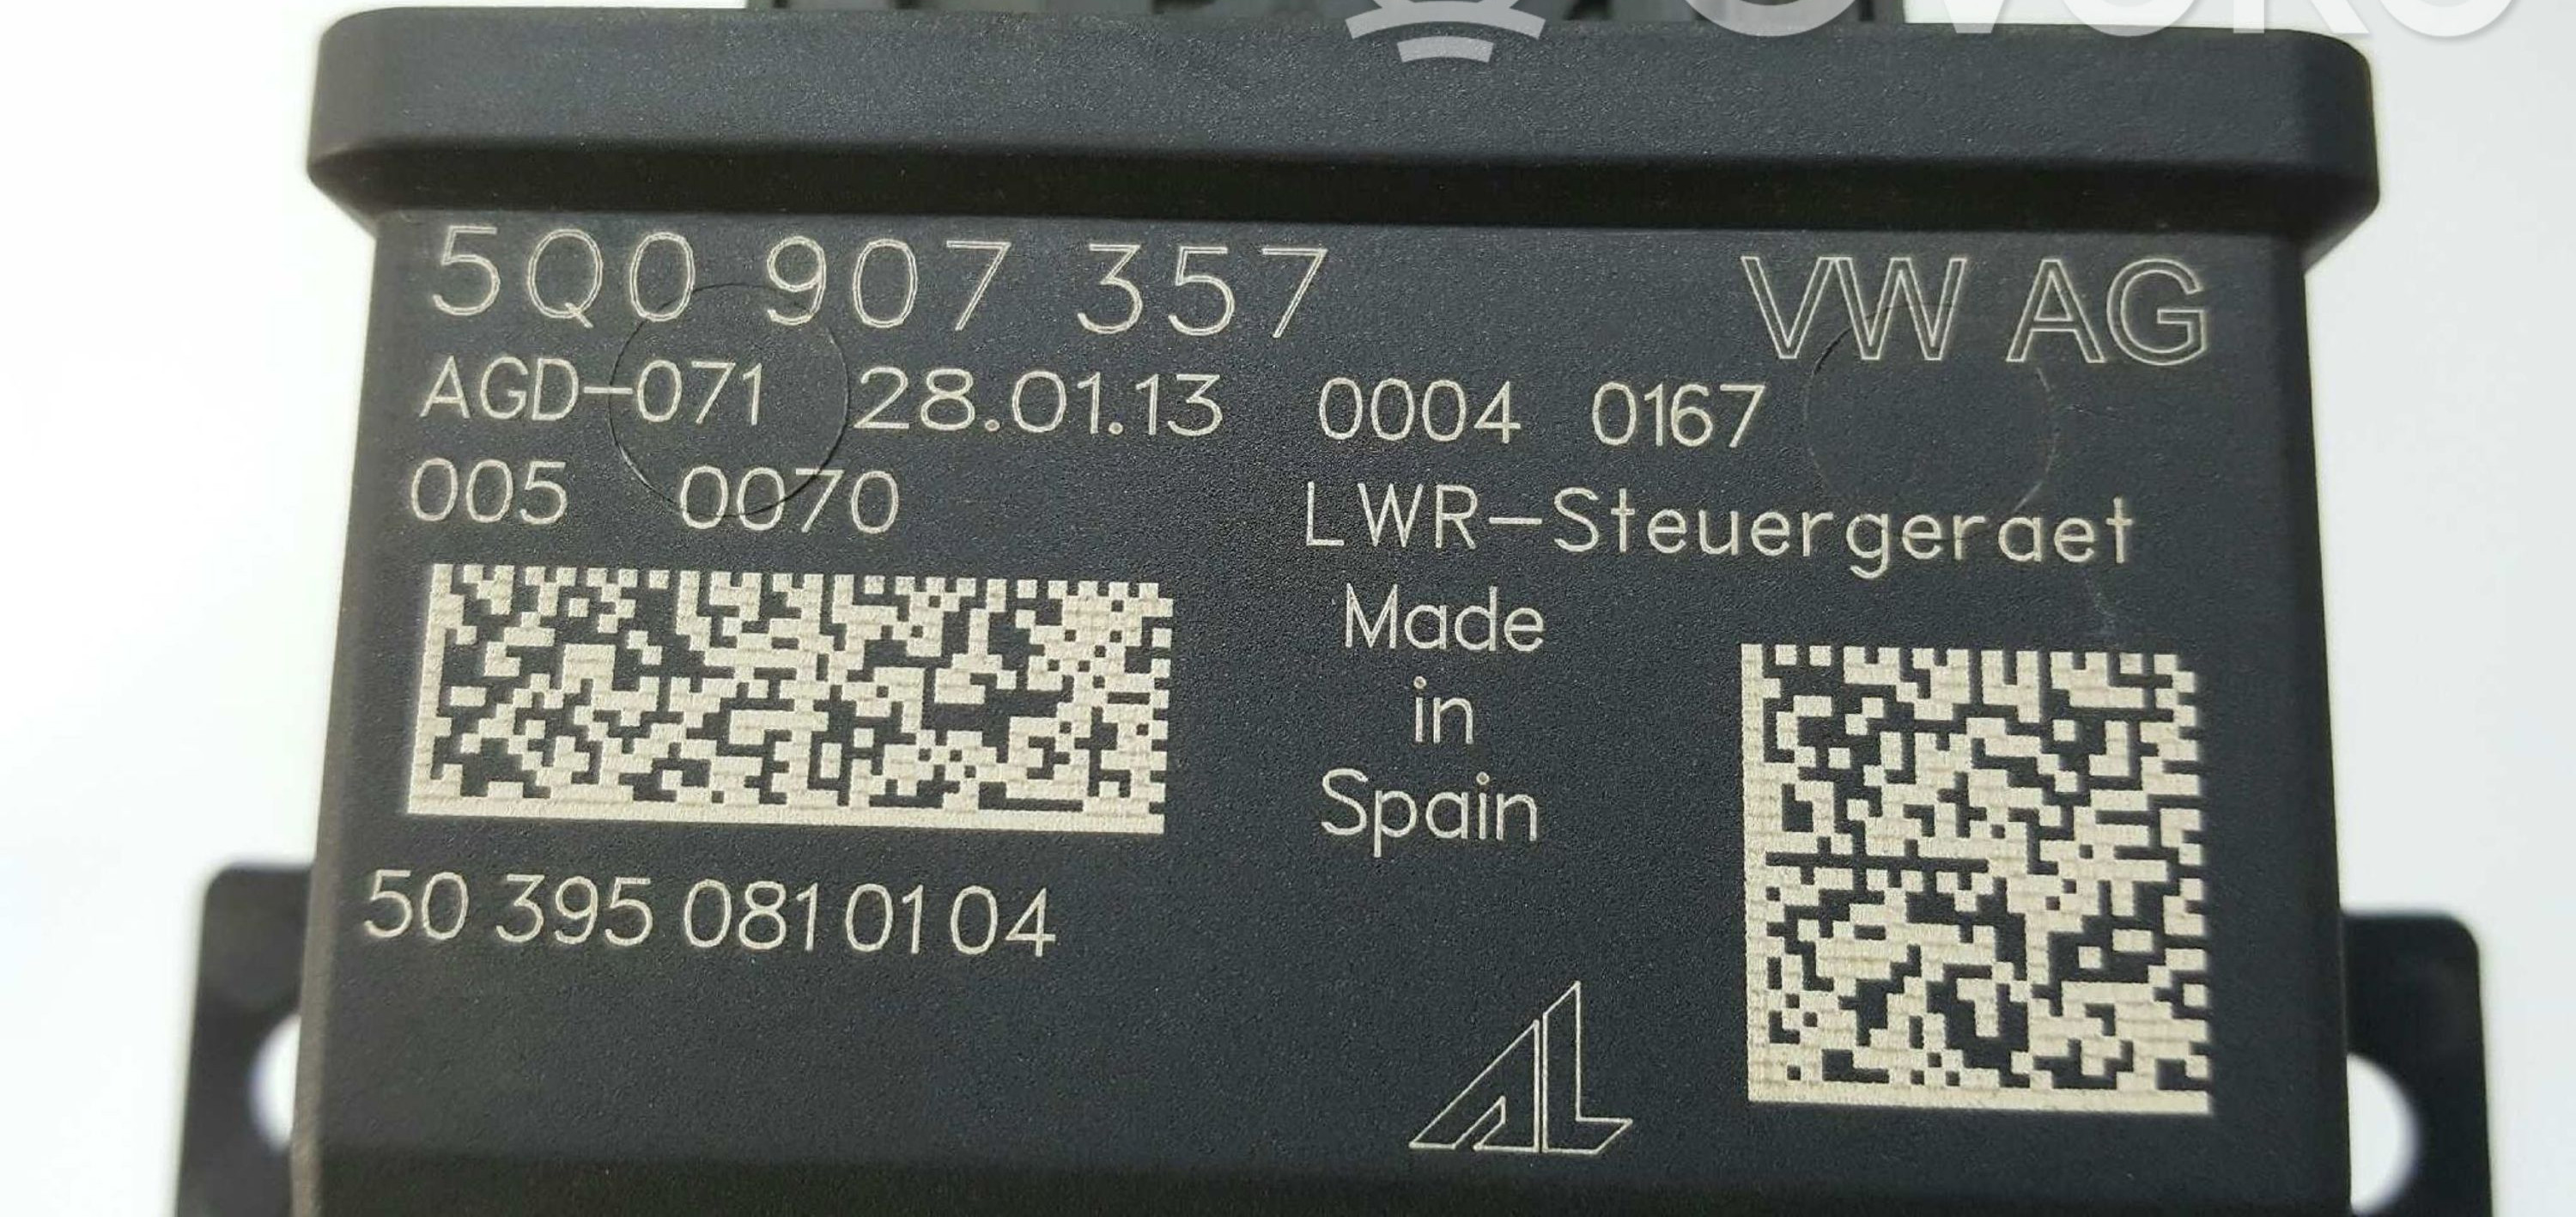 5Q0 907 357 VW AG
AGD-071 28.01.13 0004 0167
005 0070 LWR-Steuergeraet
Made
in
Spain
50 395 081 01 04
AL